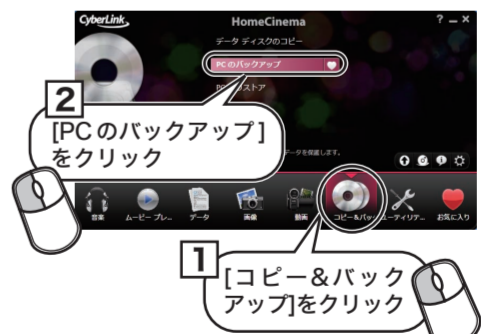 CyberLink
HomeCinema
? – ×
データ ディスクのコピー
PC のバックアップ
2
[PCのバックアップ]
をクリック
データを保護します。
音楽
ムービー プレ...
データ
画像
動画
コピー&バッ
ーティリテ...
お気に入り
1
[コピー&バック
アップ]をクリック